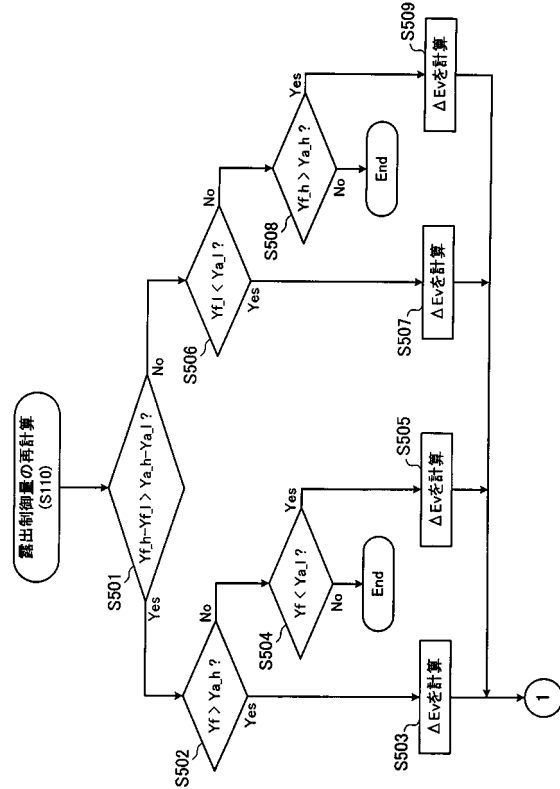 露出制御量の再計算
(S110)
S501
Yf_h−Yf_l > Ya_h−Ya_l ?
Yes
No
S502
Yf > Ya_h ?
Yes
No
S503
ΔEvを計算
S504
Yf < Ya_l ?
Yes
No
End
S505
ΔEvを計算
S506
Yf_l < Ya_l ?
Yes
No
S507
ΔEvを計算
S508
Yf_h > Ya_h ?
Yes
No
End
S509
ΔEvを計算
1